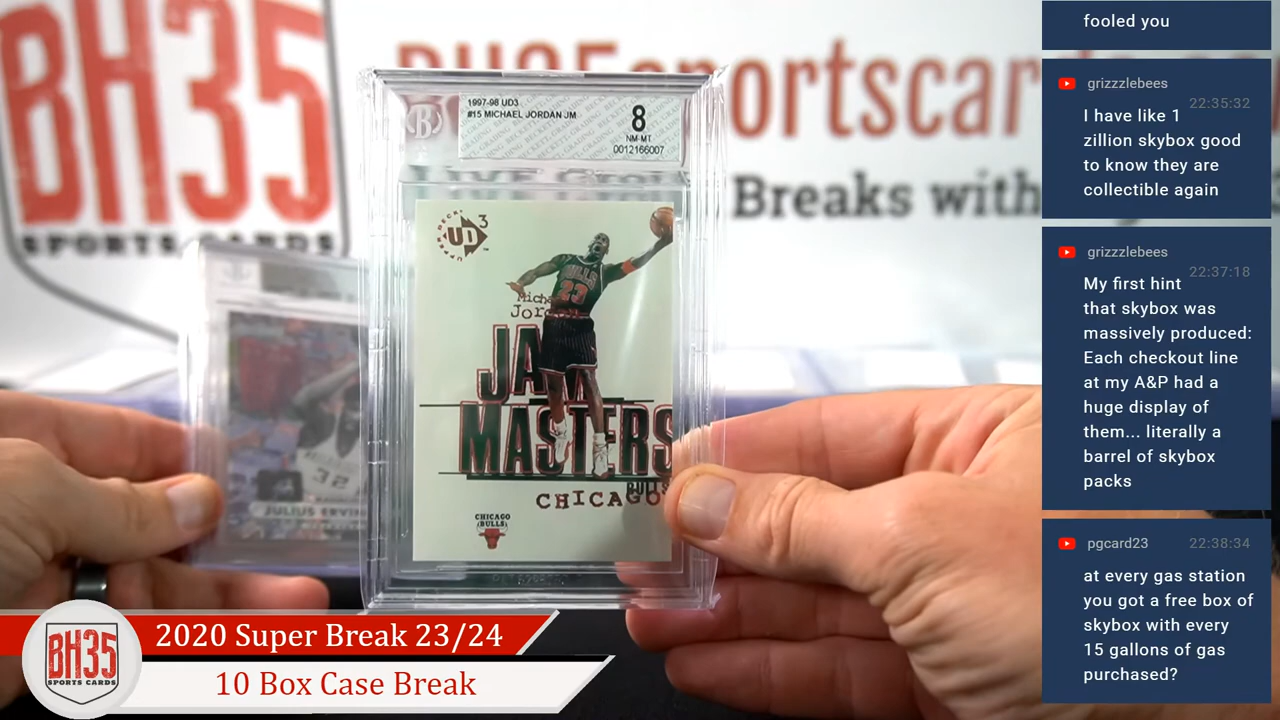 BH35
SPORTS CARDS
BH35sportscar
Breaks with
1997-98 UD3
#15 MICHAEL JORDAN JM
8
NM-MT
0012166007
UD3
Michael
Jordan
BULLS
23
JAM
MASTERS
BULLS
CHICAGO
CHICAGO
BULLS
32
JULIUS ERVIN
2020 Super Break 23/24
10 Box Case Break
BH35
SPORTS CARDS
fooled you
grizzzlebees
22:35:32
I have like 1
zillion skybox good
to know they are
collectible again
grizzzlebees
22:37:18
My first hint
that skybox was
massively produced:
Each checkout line
at my A&P had a
huge display of
them... literally a
barrel of skybox
packs
pgcard23 22:38:34
at every gas station
you got a free box of
skybox with every
15 gallons of gas
purchased?